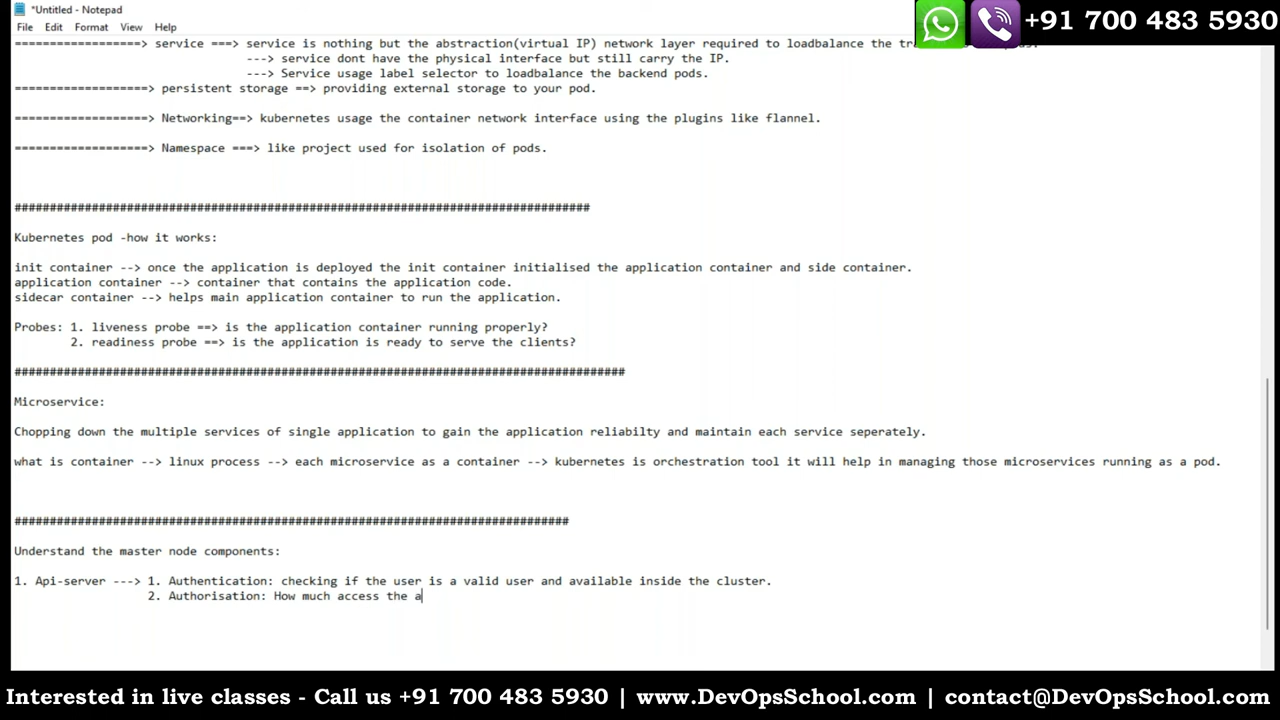 *Untitled - Notepad
+91 700 483 5930
File Edit Format View Help
==================> service ===> service is nothing but the abstraction(virtual IP) network layer required to loadbalance the
---> service dont have the physical interface but still carry the IP.
---> Service usage label selector to loadbalance the backend pods.
===================> persistent storage ==> providing external storage to your pod.
===================> Networking==> kubernetes usage the container network interface using the plugins like flannel.
===================> Namespace ===> like project used for isolation of pods.
##################################################################################
Kubernetes pod -how it works:
init container --> once the application is deployed the init container initialised the application container and side container.
application container --> container that contains the application code.
sidecar container --> helps main application container to run the application.
Probes: 1. liveness probe ==> is the application container running properly?
2. readiness probe ==> is the application is ready to serve the clients?
#######################################################################################
Microservice:
Chopping down the multiple services of single application to gain the application reliabilty and maintain each service seperately.
what is container --> linux process --> each microservice as a container --> kubernetes is orchestration tool it will help in managing those microservices running as a pod.
###############################################################################
Understand the master node components:
1. Api-server ---> 1. Authentication: checking if the user is a valid user and available inside the cluster.
2. Authorisation: How much access the a
Interested in live classes - Call us +91 700 483 5930 | www.DevOpsSchool.com | contact@DevOpsSchool.com